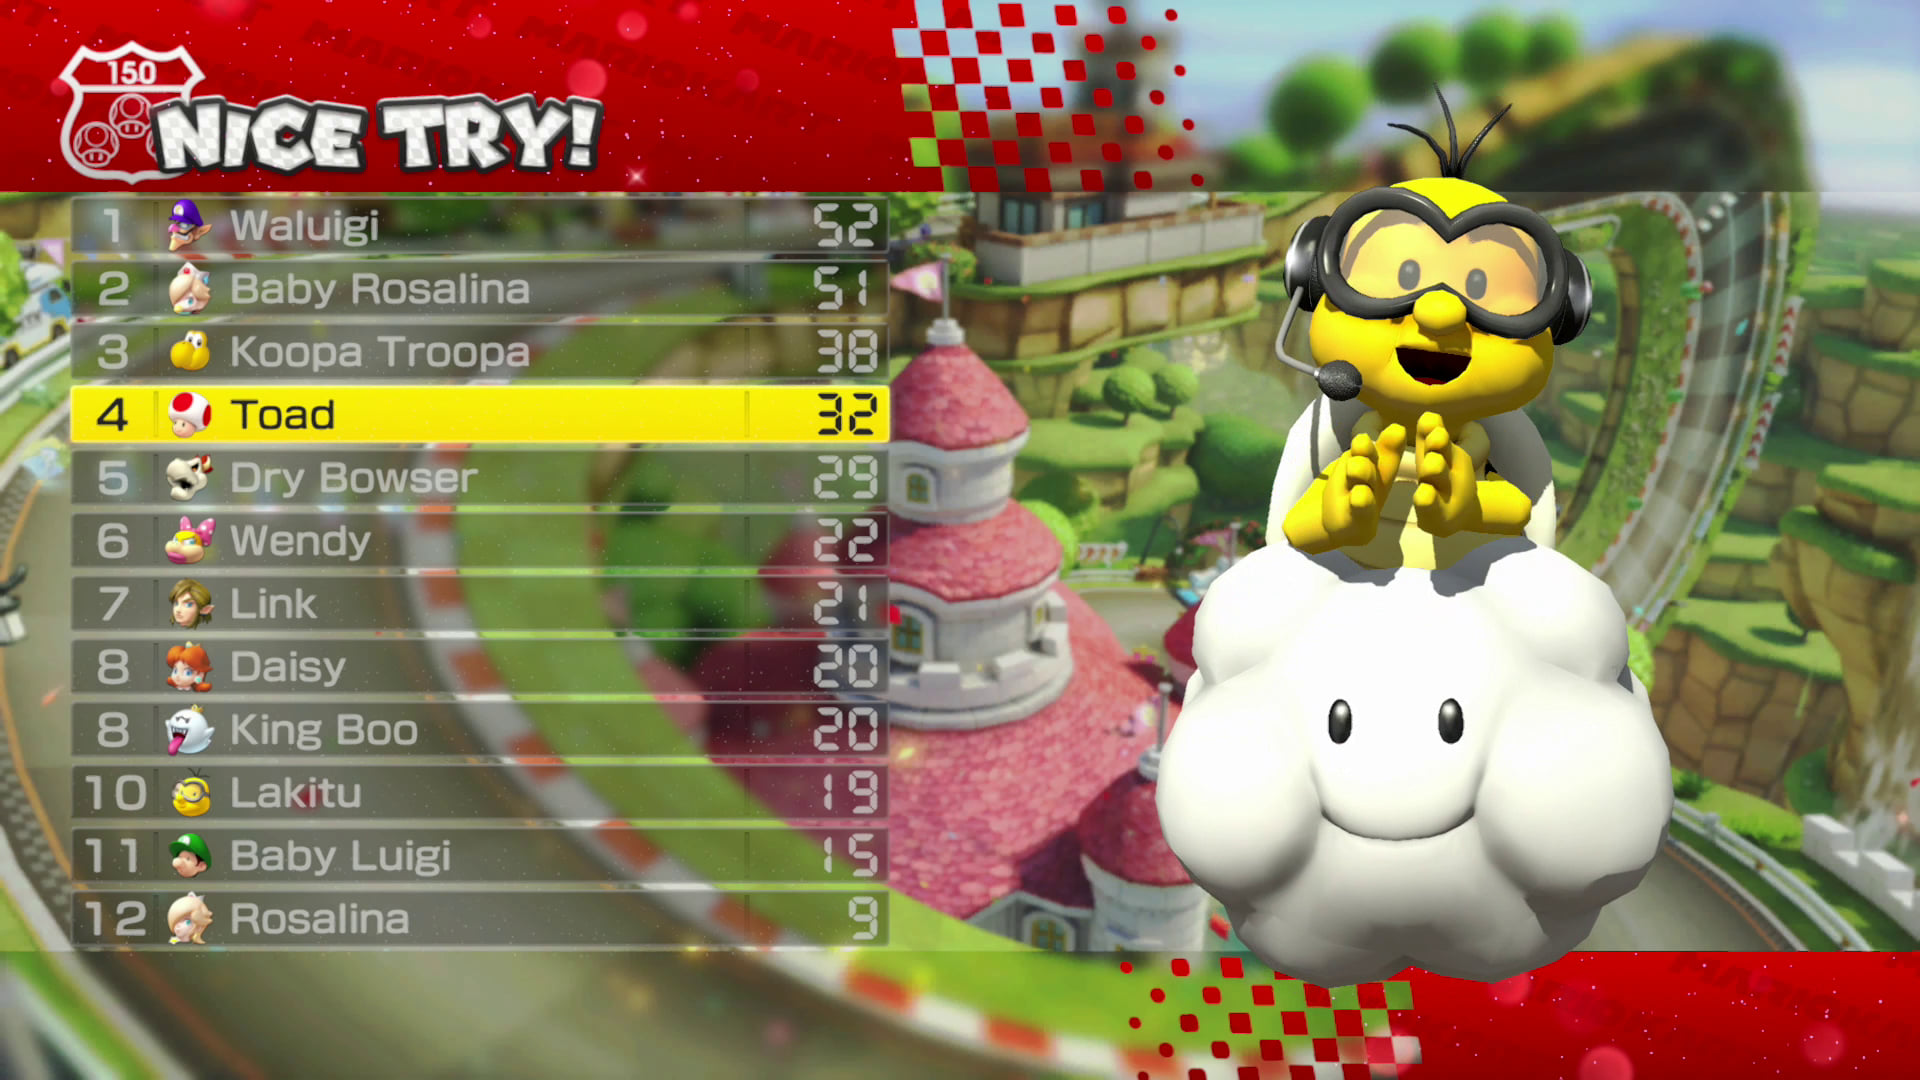 150
NICE TRY!
1 Waluigi 52
2 Baby Rosalina 51
3 Koopa Troopa 38
4 Toad 32
5 Dry Bowser 29
6 Wendy 22
7 Link 21
8 Daisy 20
8 King Boo 20
10 Lakitu 19
11 Baby Luigi 15
12 Rosalina 9